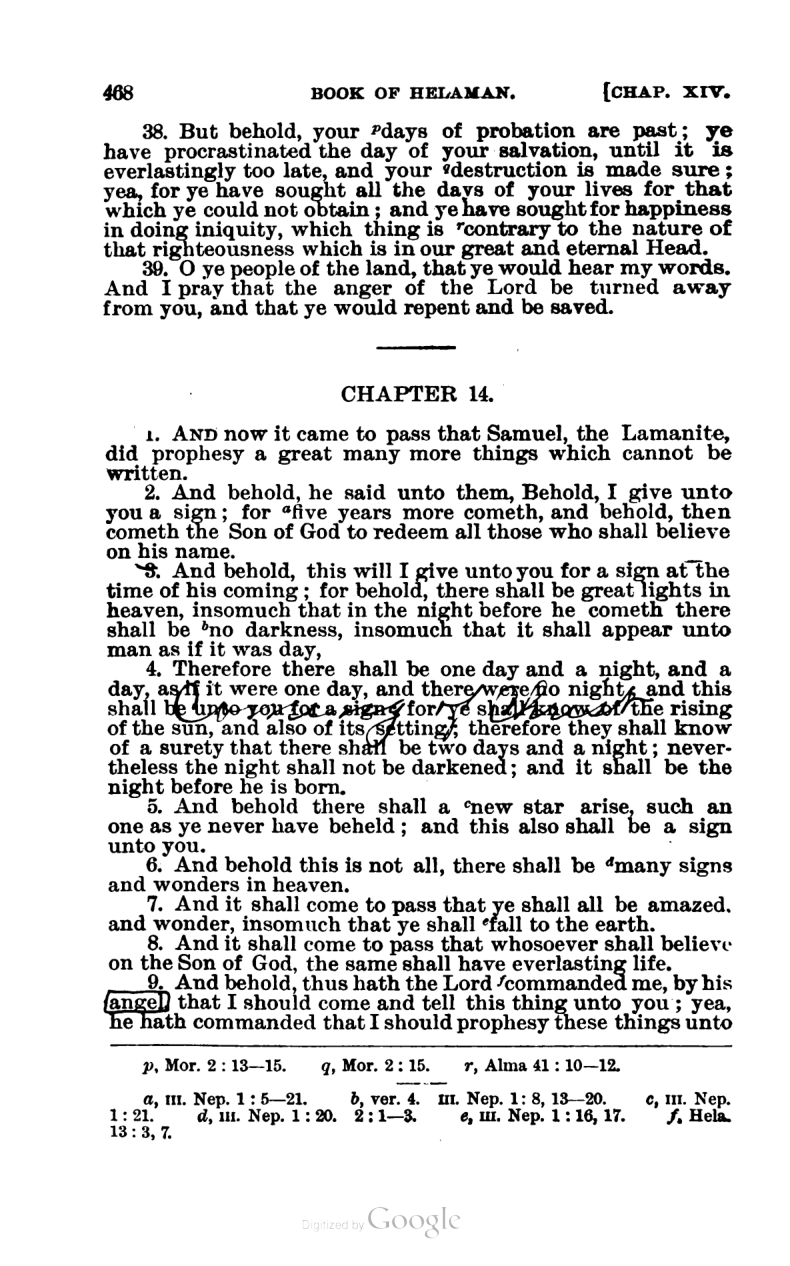 468 BOOK OF HELAMAN. [CHAP. XIV.
38. But behold, your pdays of probation are past; ye
have procrastinated the day of your salvation, until it is
everlastingly too late, and your qdestruction is made sure;
yea, for ye have sought all the days of your lives for that
which ye could not obtain; and ye have sought for happiness
in doing iniquity, which thing is rcontrary to the nature of
that righteousness which is in our great and eternal Head.
39. O ye people of the land, that ye would hear my words.
And I pray that the anger of the Lord be turned away
from you, and that ye would repent and be saved.
CHAPTER 14.
1. AND now it came to pass that Samuel, the Lamanite,
did prophesy a great many more things which cannot be
written.
2. And behold, he said unto them, Behold, I give unto
you a sign; for afive years more cometh, and behold, then
cometh the Son of God to redeem all those who shall believe
on his name.
3. And behold, this will I give unto you for a sign at the
time of his coming; for behold, there shall be great lights in
heaven, insomuch that in the night before he cometh there
shall be bno darkness, insomuch that it shall appear unto
man as if it was day,
4. Therefore there shall be one day and a night, and a
day, as if it were one day, and there were no night, and this
shall be unto you for a sign; for ye shall know of the rising
of the sun, and also of its setting; therefore they shall know
of a surety that there shall be two days and a night; never-
theless the night shall not be darkened; and it shall be the
night before he is born.
5. And behold there shall a cnew star arise, such an
one as ye never have beheld; and this also shall be a sign
unto you.
6. And behold this is not all, there shall be dmany signs
and wonders in heaven.
7. And it shall come to pass that ye shall all be amazed.
and wonder, insomuch that ye shall efall to the earth.
8. And it shall come to pass that whosoever shall believe
on the Son of God, the same shall have everlasting life.
9. And behold, thus hath the Lord fcommanded me, by his
angel, that I should come and tell this thing unto you; yea,
he hath commanded that I should prophesy these things unto
p, Mor. 2:13—15. q, Mor. 2:15. r, Alma 41:10—12.
a, III. Nep. 1:5—21. b, ver. 4. III. Nep. 1:8, 13—20. c, III. Nep.
1:21. d, III. Nep. 1:20. 2:1—3. e, III. Nep. 1:16, 17. f, Hela.
13:3, 7.
Digitized by Google